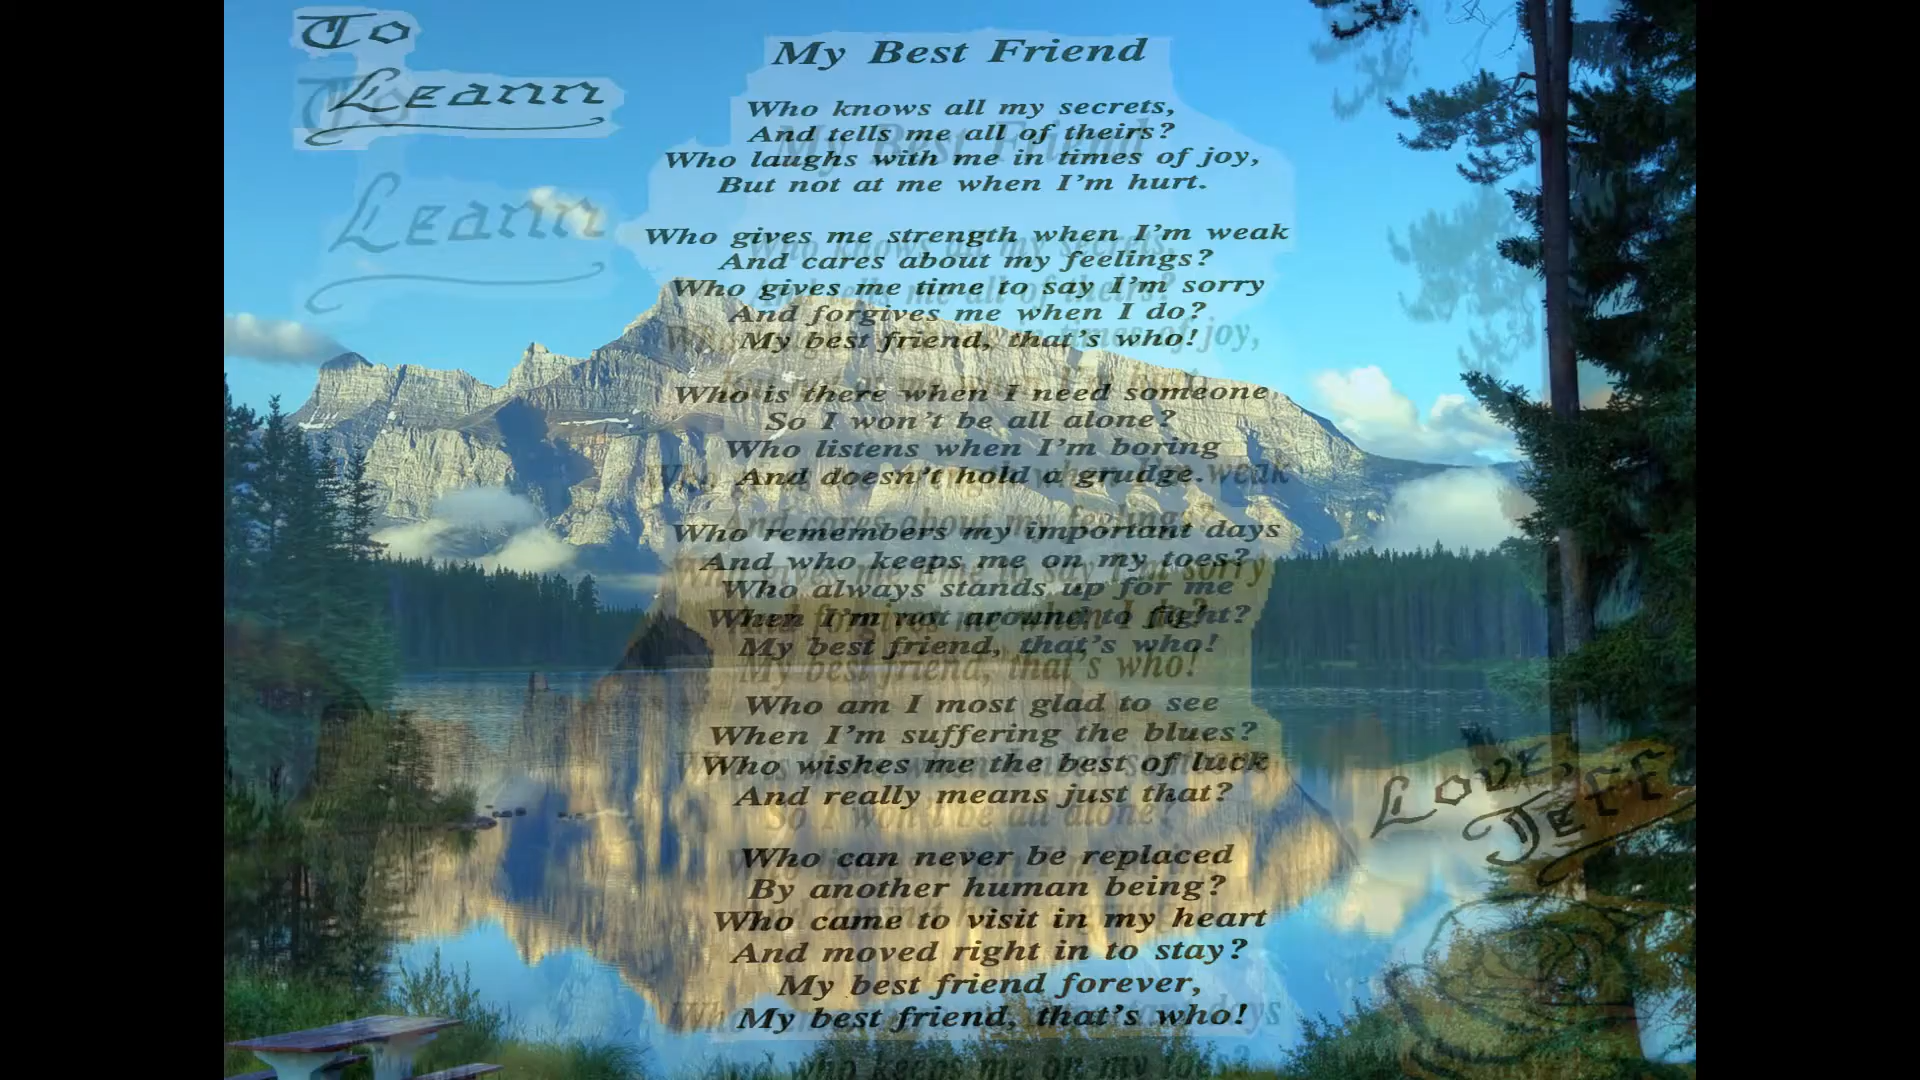 To
Leann
My Best Friend
Who knows all my secrets,
And tells me all of theirs?
Who laughs with me in times of joy,
But not at me when I'm hurt.
Who gives me strength when I'm weak
And cares about my feelings?
Who gives me time to say I'm sorry
And forgives me when I do?
My best friend, that's who!
Who is there when I need someone
So I won't be all alone?
Who listens when I'm boring
And doesn't hold a grudge.
Who remembers my important days
And who keeps me on my toes?
Who always stands up for me
When I'm not around to fight?
My best friend, that's who!
Who am I most glad to see
When I'm suffering the blues?
Who wishes me the best of luck
And really means just that?
Who can never be replaced
By another human being?
Who came to visit in my heart
And moved right in to stay?
My best friend forever,
My best friend, that's who!
Love,
Jeff